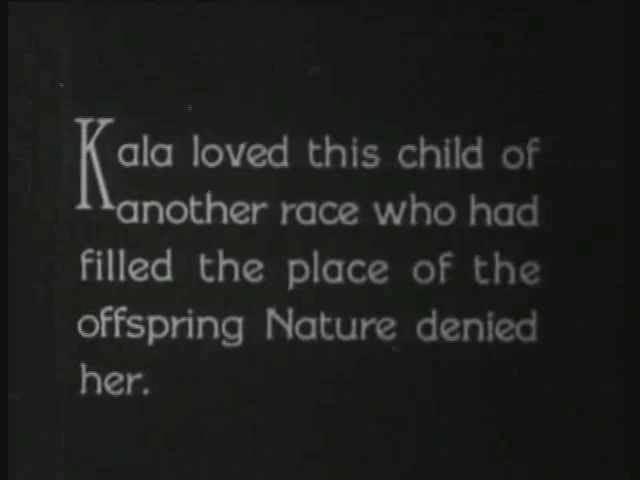 Kala loved this child of
another race who had
filled the place of the
offspring Nature denied
her.